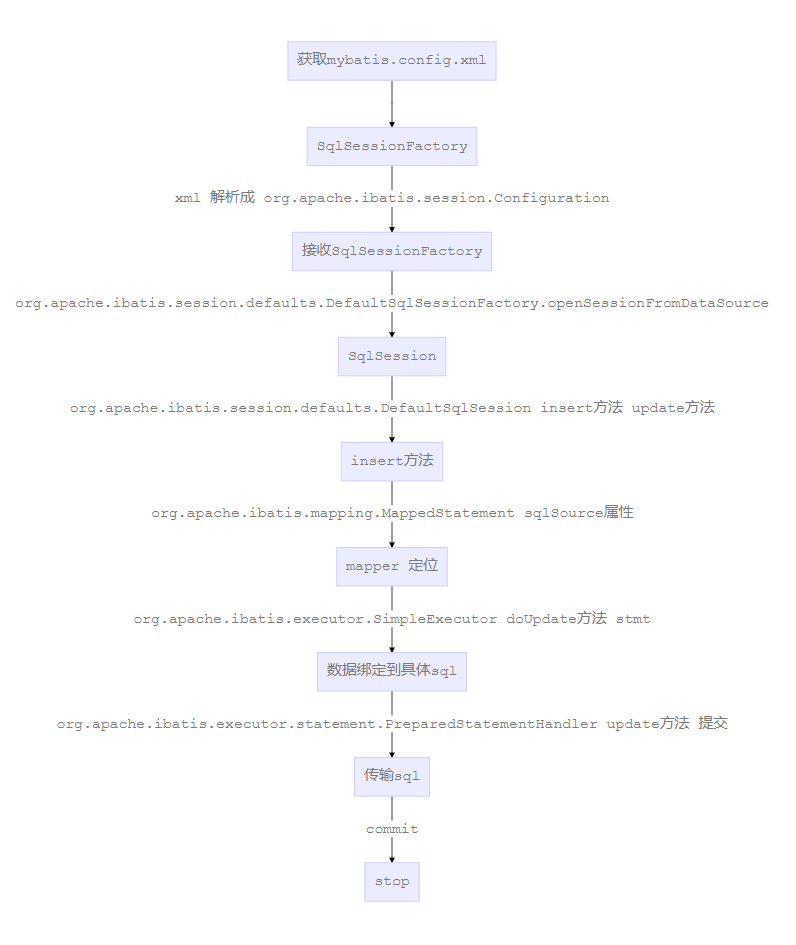 获取mybatis.config.xml
SqlSessionFactory
xml 解析成 org.apache.ibatis.session.Configuration
接收SqlSessionFactory
org.apache.ibatis.session.defaults.DefaultSqlSessionFactory.openSessionFromDataSource
SqlSession
org.apache.ibatis.session.defaults.DefaultSqlSession insert方法 update方法
insert方法
org.apache.ibatis.mapping.MappedStatement sqlSource属性
mapper 定位
org.apache.ibatis.executor.SimpleExecutor doUpdate方法 stmt
数据绑定到具体sql
org.apache.ibatis.executor.statement.PreparedStatementHandler update方法 提交
传输sql
commit
stop